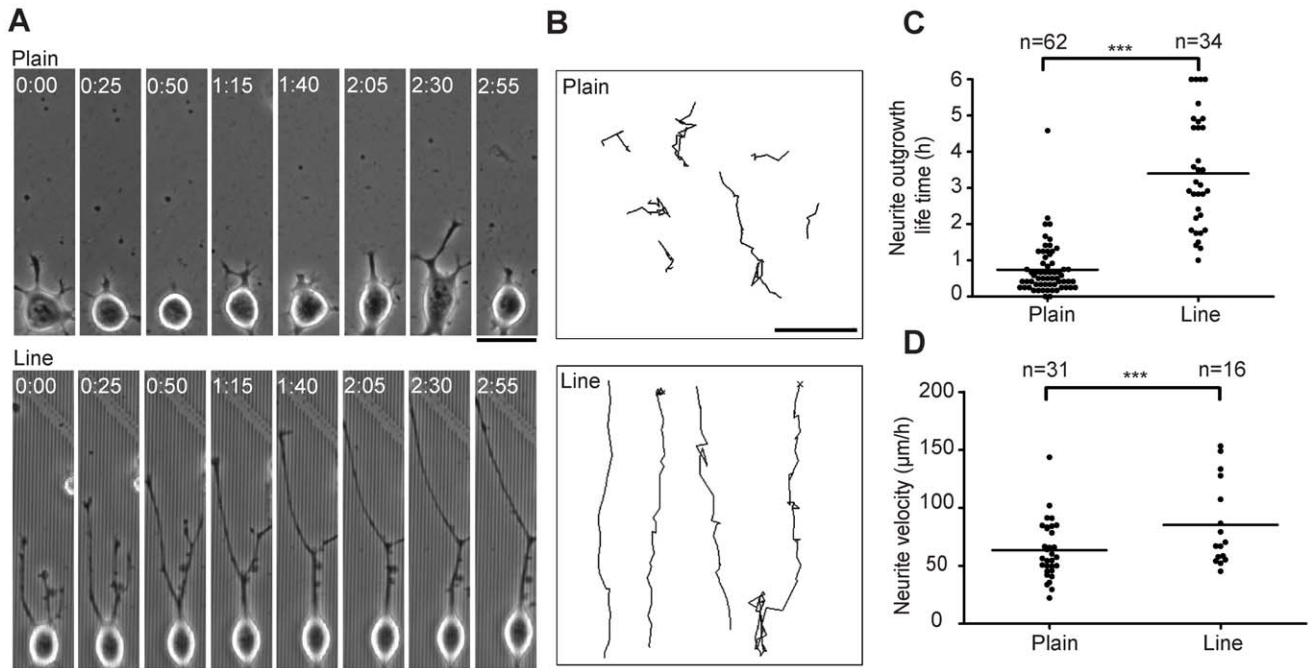 A
Plain
0:00 0:25 0:50 1:15 1:40 2:05 2:30 2:55
Line
0:00 0:25 0:50 1:15 1:40 2:05 2:30 2:55
B
Plain
Line
C
n=62 *** n=34
Neurite outgrowth
life time (h)
6
5
4
3
2
1
0
Plain Line
D
n=31 *** n=16
Neurite velocity (µm/h)
200
150
100
50
0
Plain Line